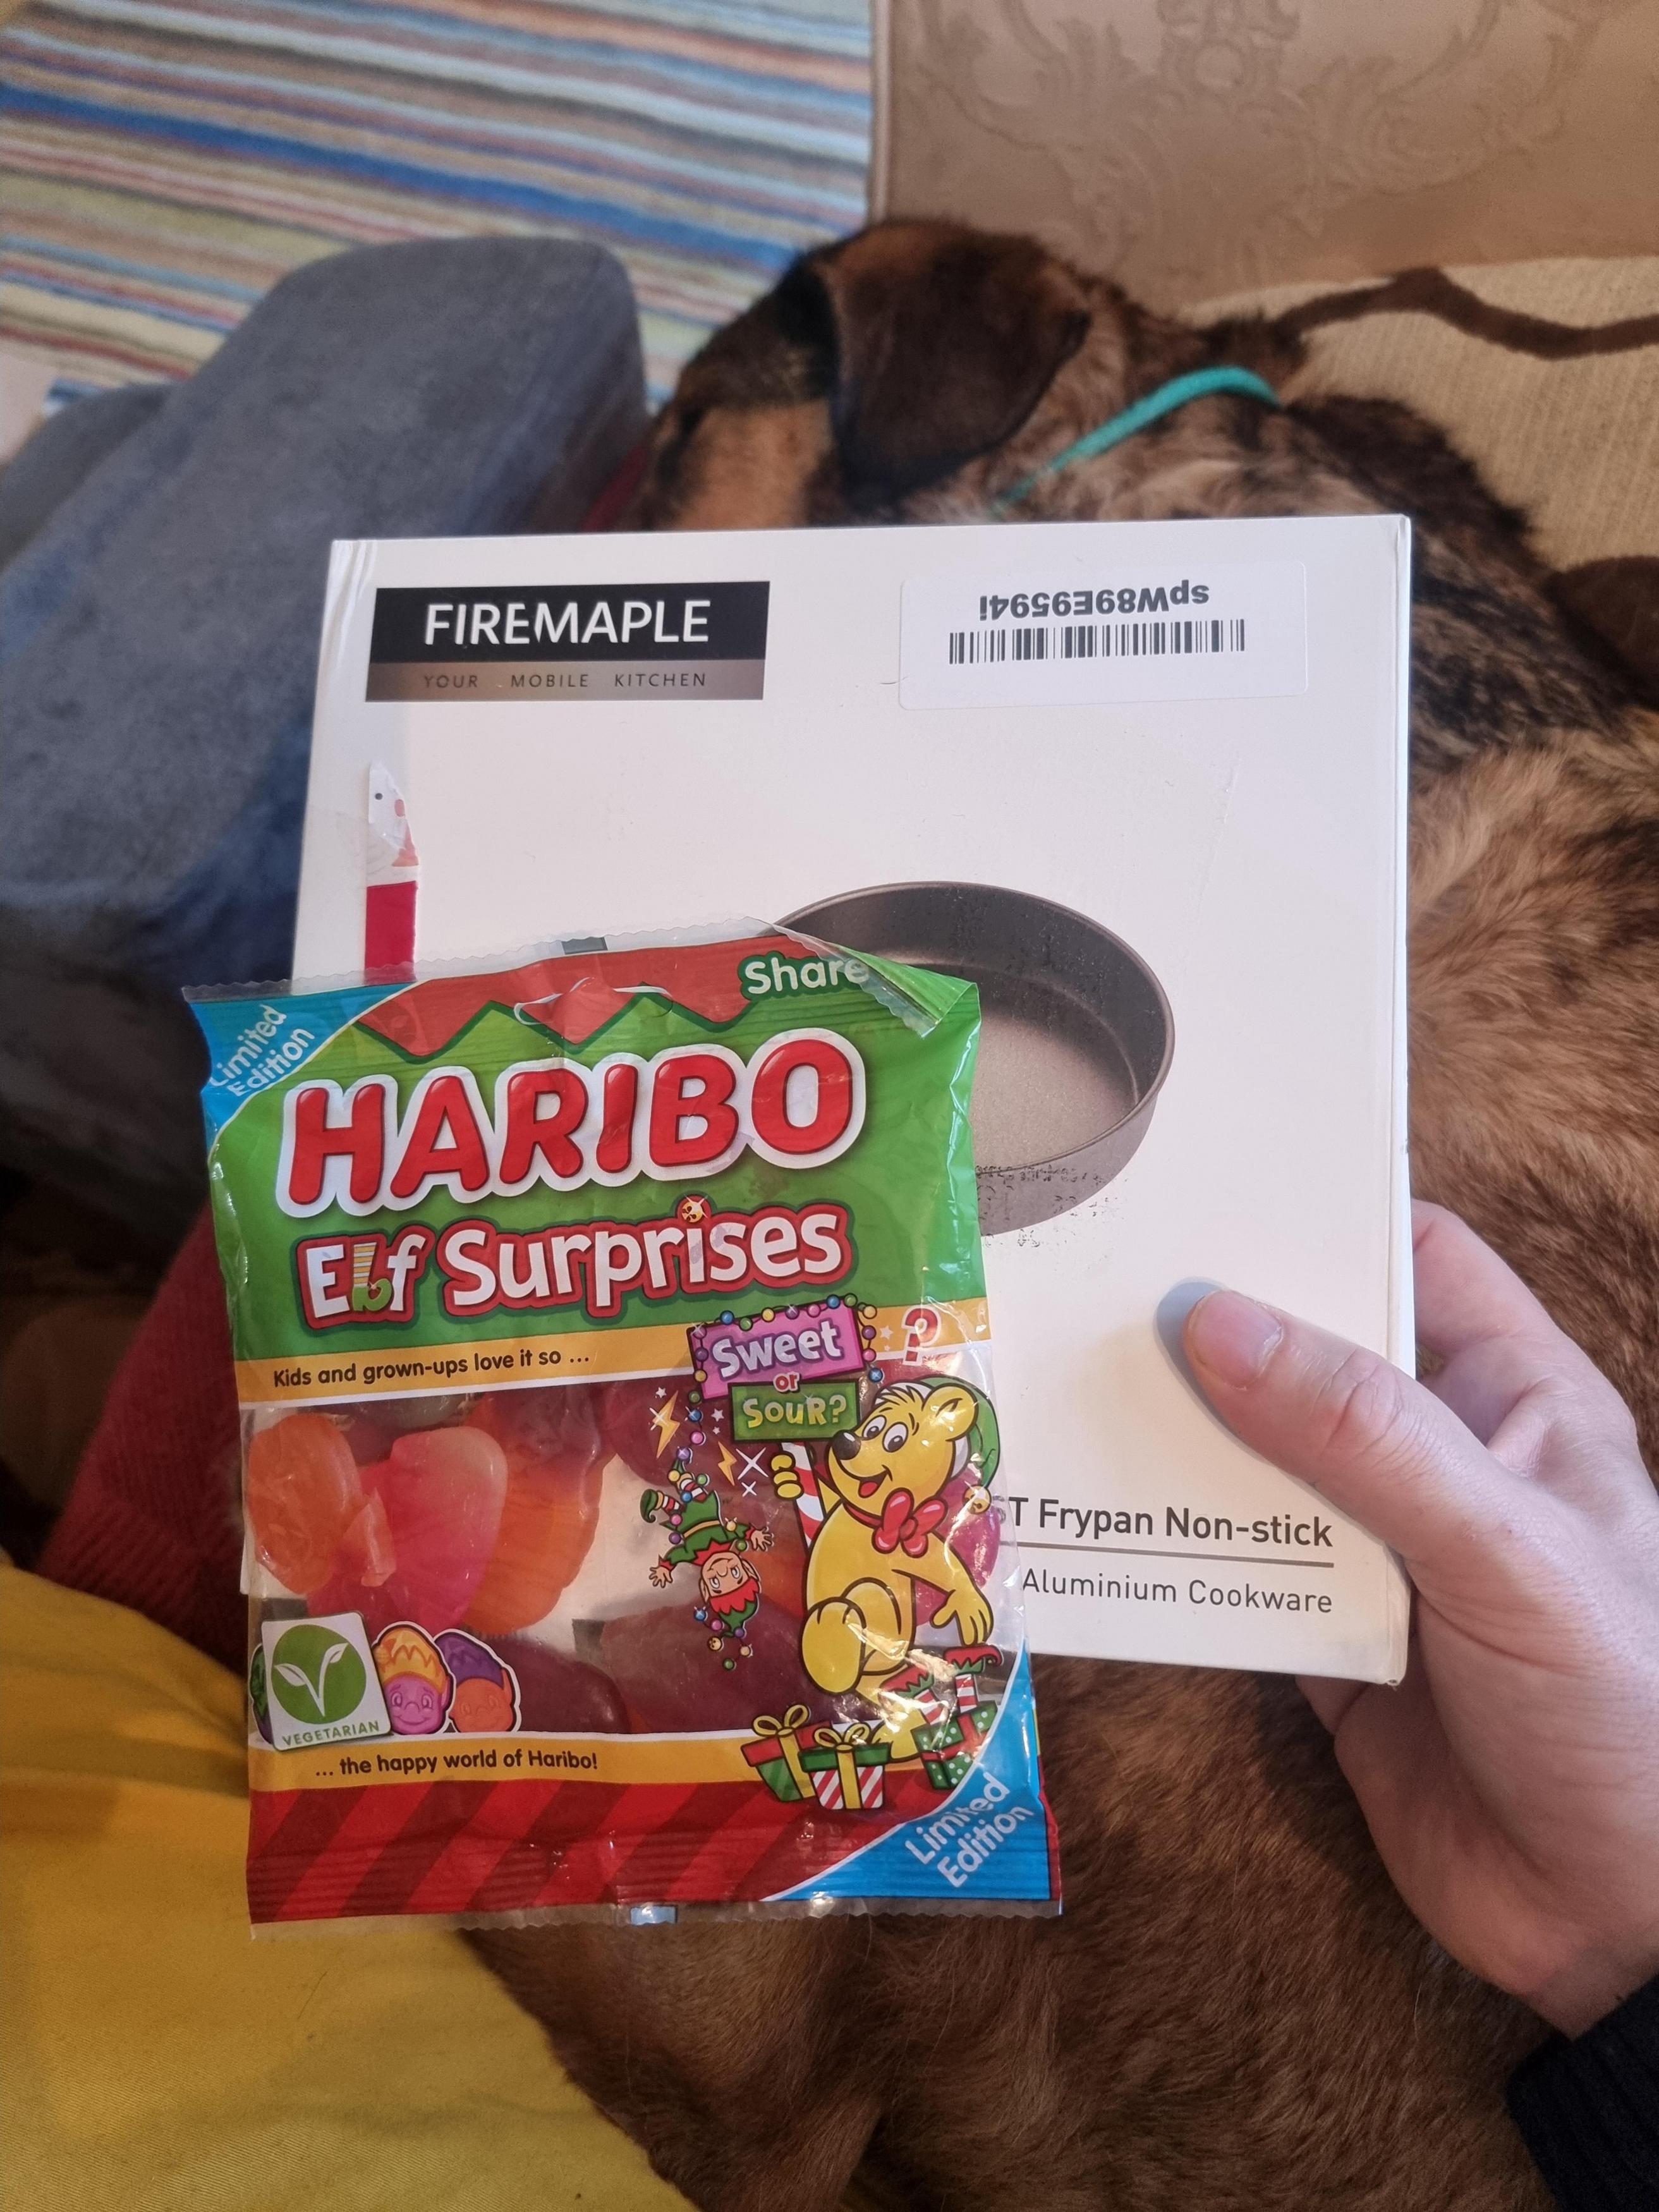 FIREMAPLE
YOUR MOBILE KITCHEN
spW89E9594i
Share
Limited
Edition
HARIBO
Elf Surprises
Kids and grown-ups love it so ...
Sweet
or
Sour?
?
VEGETARIAN
... the happy world of Haribo!
Limited
Edition
ST Frypan Non-stick
Aluminium Cookware